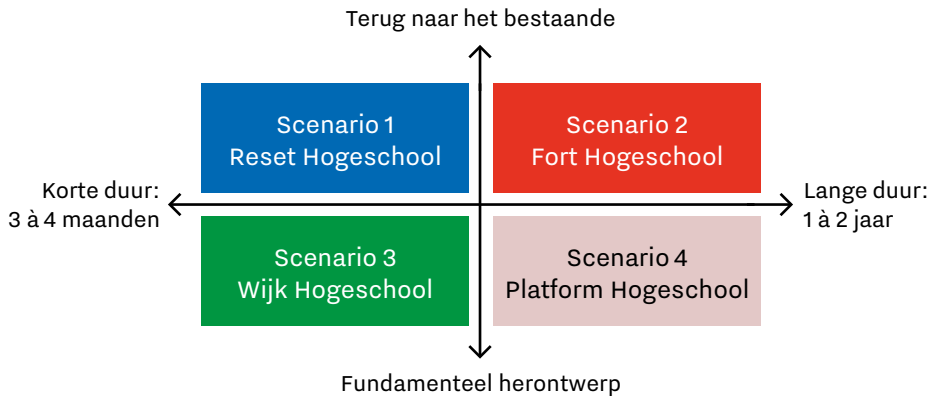 Terug naar het bestaande
Scenario 1
Reset Hogeschool
Scenario 2
Fort Hogeschool
Korte duur:
3 à 4 maanden
Lange duur:
1 à 2 jaar
Scenario 3
Wijk Hogeschool
Scenario 4
Platform Hogeschool
Fundamenteel herontwerp